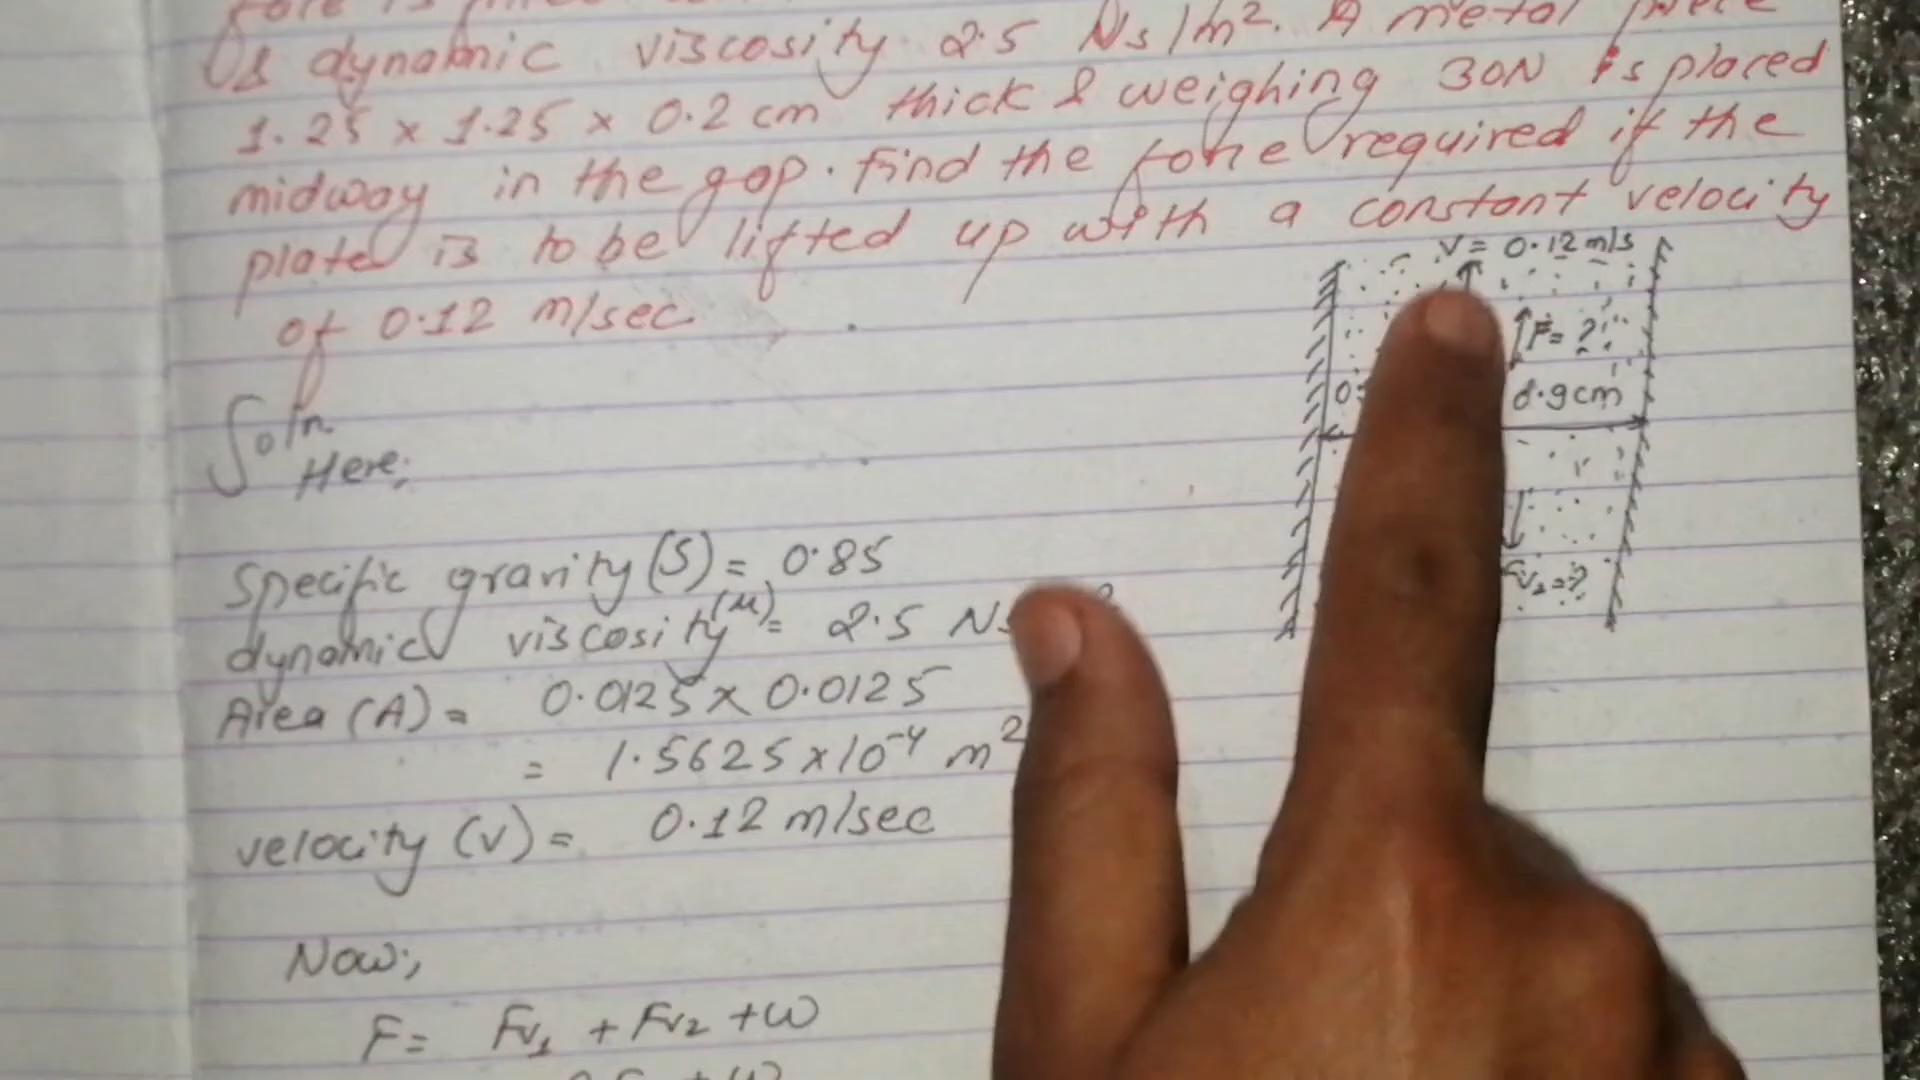 & dynamic viscosity 2.5 Ns/m². A metal
1.25 x 1.25 x 0.2 cm thick & weighing 30N is placed
midway in the gap. Find the force required if the
plate is to be lifted up with a constant velocity
of 0.12 m/sec
V = 0.12 m/s
F = ?
0.9cm
Fv₂ = ?
Soln.
Here;
Specific gravity (S) = 0.85
dynamic viscosity (μ) = 2.5
Area (A) = 0.0125 x 0.0125
= 1.5625 x 10⁻⁴ m²
velocity (v) = 0.12 m/sec
Now;
F = Fv₁ + Fv₂ + W